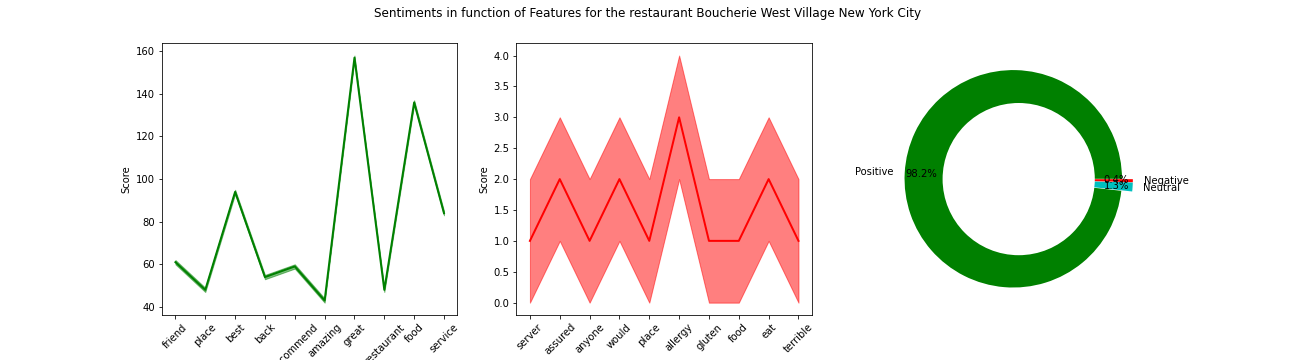 Sentiments in function of Features for the restaurant Boucherie West Village New York City
160
140
120
100
80
60
40
Score
friend
place
best
back
commend
amazing
great
estaurant
food
service
4.0
3.5
3.0
2.5
2.0
1.5
1.0
0.5
0.0
Score
server
assured
anyone
would
place
allergy
gluten
food
eat
terrible
Positive
98.2%
0.4%
Negative
1.3%
Neutral